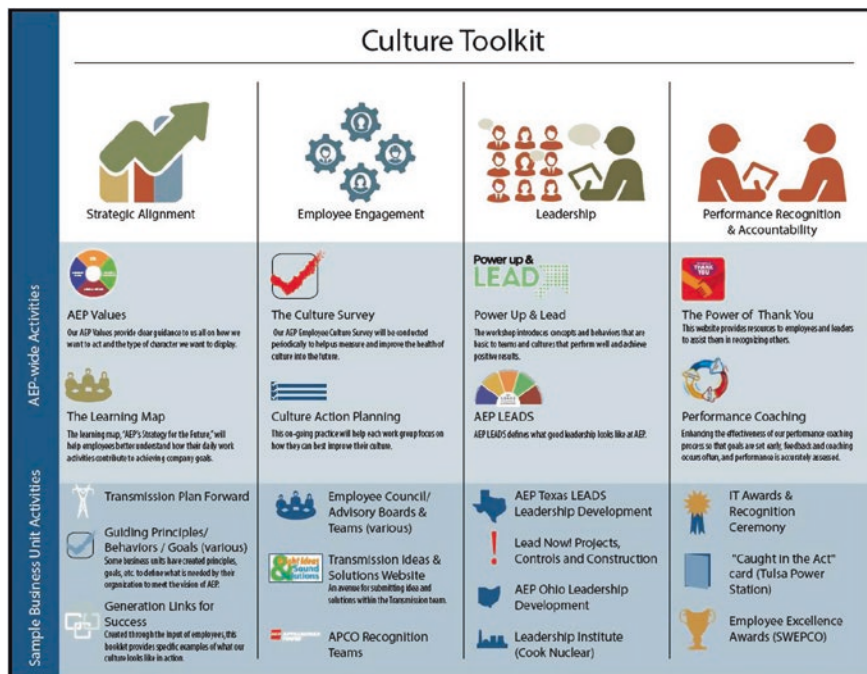 Culture Toolkit
AEP-wide Activities
Sample Business Unit Activities
Strategic Alignment
AEP Values
Our AEP Values provide clear guidance to us all on how we
want to act and the type of character we want to display.
The Learning Map
The learning map, "AEP's Strategy for the Future," will
help employees better understand how their daily work
activities contribute to achieving company goals.
Transmission Plan Forward
Guiding Principles/
Behaviors / Goals (various)
Some business units have created principles,
goals, etc. to define what is needed by their
organization to meet the vision of AEP.
Generation Links for
Success
Created through the input of employees, this
booklet provides specific examples of what our
culture looks like in action.
Employee Engagement
The Culture Survey
Our AEP Employee Culture Survey will be conducted
periodically to help us measure and improve the health of
culture into the future.
Culture Action Planning
This on-going practice will help each work group focus on
how they can best improve their culture.
Employee Council/
Advisory Boards &
Teams (various)
Transmission Ideas &
Solutions Website
An avenue for submitting idea and
solutions within the Transmission team.
APCO Recognition
Teams
Leadership
Power up &
LEAD
Power Up & Lead
The workshop introduces concepts and behaviors that are
basic to teams and cultures that perform well and achieve
positive results.
AEP LEADS
AEP LEADS defines what good leadership looks like at AEP.
AEP Texas LEADS
Leadership Development
Lead Now! Projects,
Controls and Construction
AEP Ohio Leadership
Development
Leadership Institute
(Cook Nuclear)
Performance Recognition
& Accountability
THANK
YOU
The Power of Thank You
This website provides resources to employees and leaders
to assist them in recognizing others.
Performance Coaching
Enhancing the effectiveness of our performance coaching
process so that goals are set early, feedback and coaching
occurs often, and performance is accurately assessed.
IT Awards &
Recognition
Ceremony
"Caught in the Act"
card (Tulsa Power
Station)
Employee Excellence
Awards (SWEPCO)